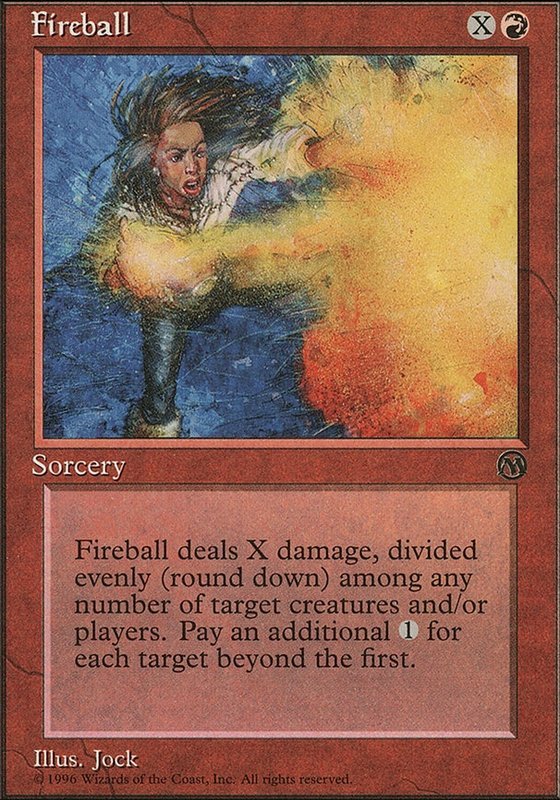 Fireball X
Sorcery
Fireball deals X damage, divided
evenly (round down) among any
number of target creatures and/or
players. Pay an additional 1 for
each target beyond the first.
Illus. Jock
© 1996 Wizards of the Coast, Inc. All rights reserved.